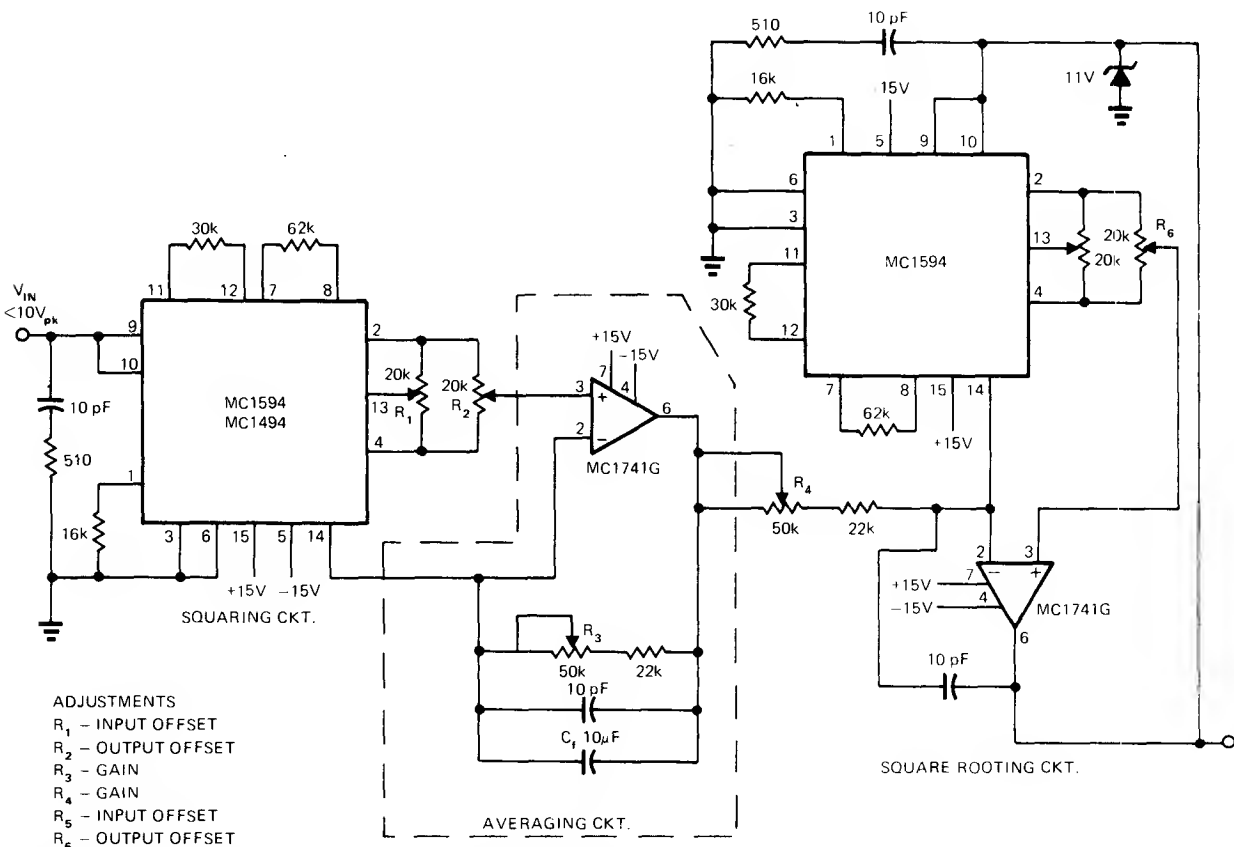 510
10 pF
16k
15V
11V
1
5
9
10
6
3
11
12
MC1594
2
13
4
20k
20k
R6
30k
7
8
15
14
62k
+15V
30k
62k
11
12
7
8
V_IN
<10V_pk
9
10
10 pF
510
1
16k
MC1594
MC1494
2
13
4
20k
R1
20k
R2
3
6
15
5
14
+15V
-15V
SQUARING CKT.
+15V
-15V
7
4
3
+
2
-
6
MC1741G
R3
50k
22k
10 pF
Cf 10μF
AVERAGING CKT.
R4
50k
22k
2
-
3
+
+15V
7
-15V
4
MC1741G
6
10 pF
SQUARE ROOTING CKT.
ADJUSTMENTS
R1 – INPUT OFFSET
R2 – OUTPUT OFFSET
R3 – GAIN
R4 – GAIN
R5 – INPUT OFFSET
R6 – OUTPUT OFFSET